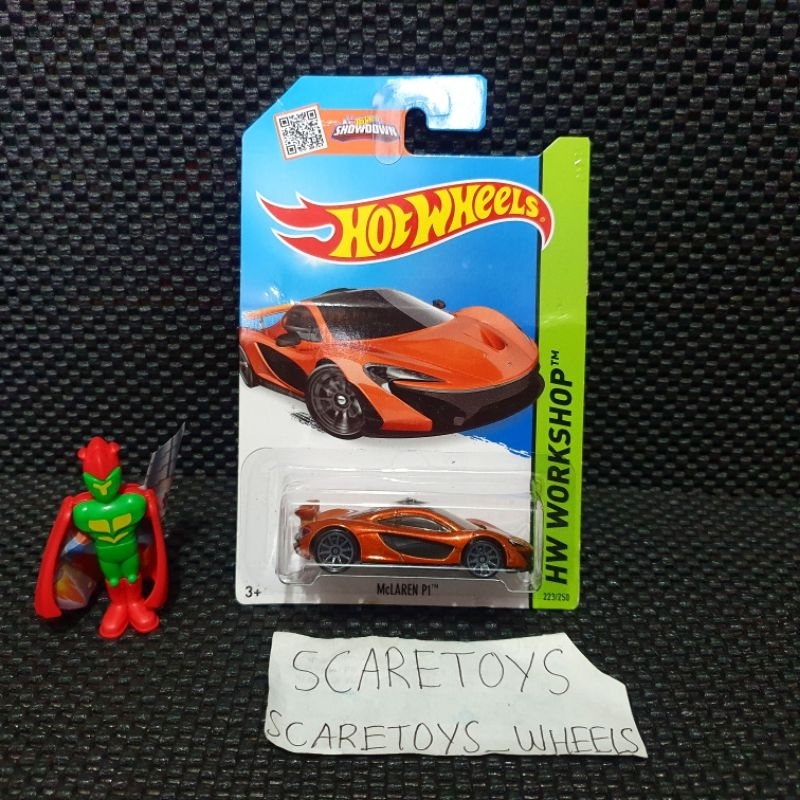 SHOWDOWN
HOT WHEELS
HW WORKSHOP™
McLAREN P1™
3+
223/250
SCARETOYS
SCARETOYS_WHEELS